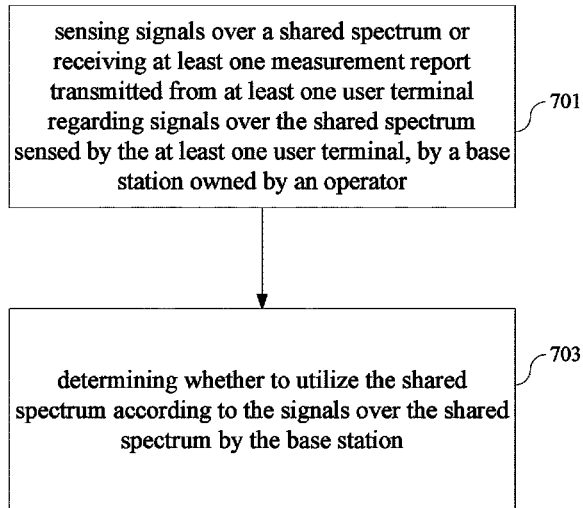 sensing signals over a shared spectrum or
receiving at least one measurement report
transmitted from at least one user terminal
regarding signals over the shared spectrum
sensed by the at least one user terminal, by a base
station owned by an operator
701
determining whether to utilize the shared
spectrum according to the signals over the shared
spectrum by the base station
703